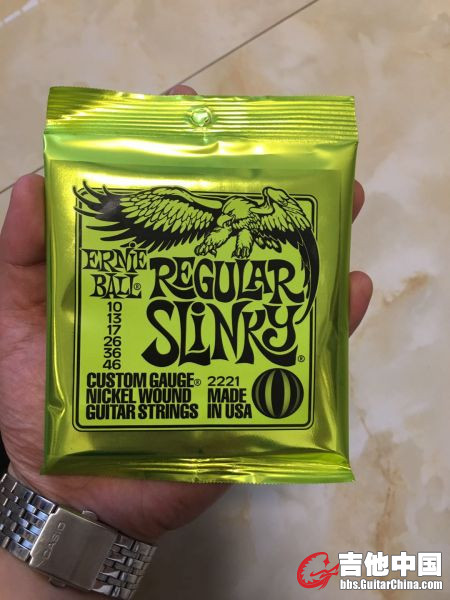 ERNIE
BALL®
REGULAR
SLINKY®
10
13
17
26
36
46
CUSTOM GAUGE®
NICKEL WOUND
GUITAR STRINGS
2221
MADE
IN USA
CASIO
吉他中国
bbs.GuitarChina.com